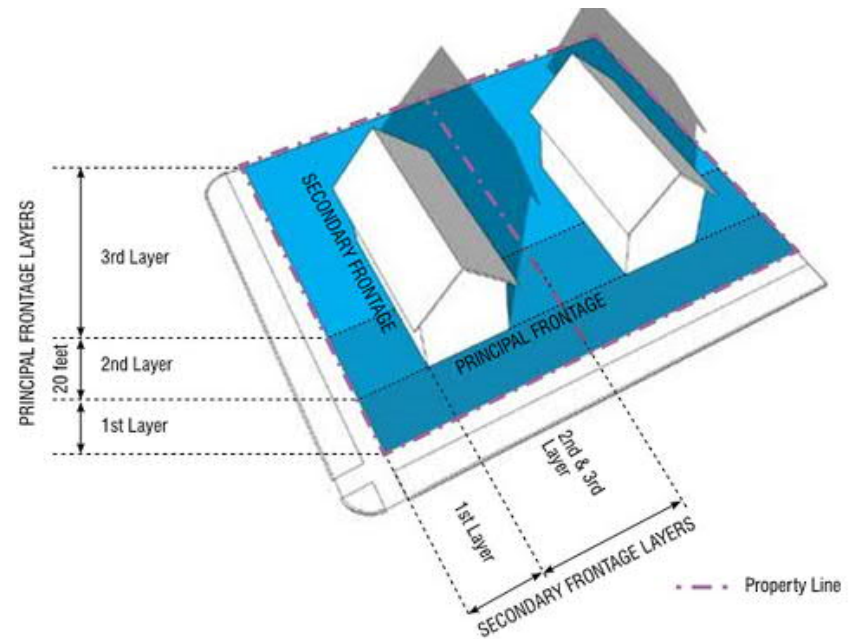 PRINCIPAL FRONTAGE LAYERS
3rd Layer
20 feet
2nd Layer
1st Layer
SECONDARY FRONTAGE
PRINCIPAL FRONTAGE
1st Layer
2nd & 3rd
Layer
SECONDARY FRONTAGE LAYERS
Property Line